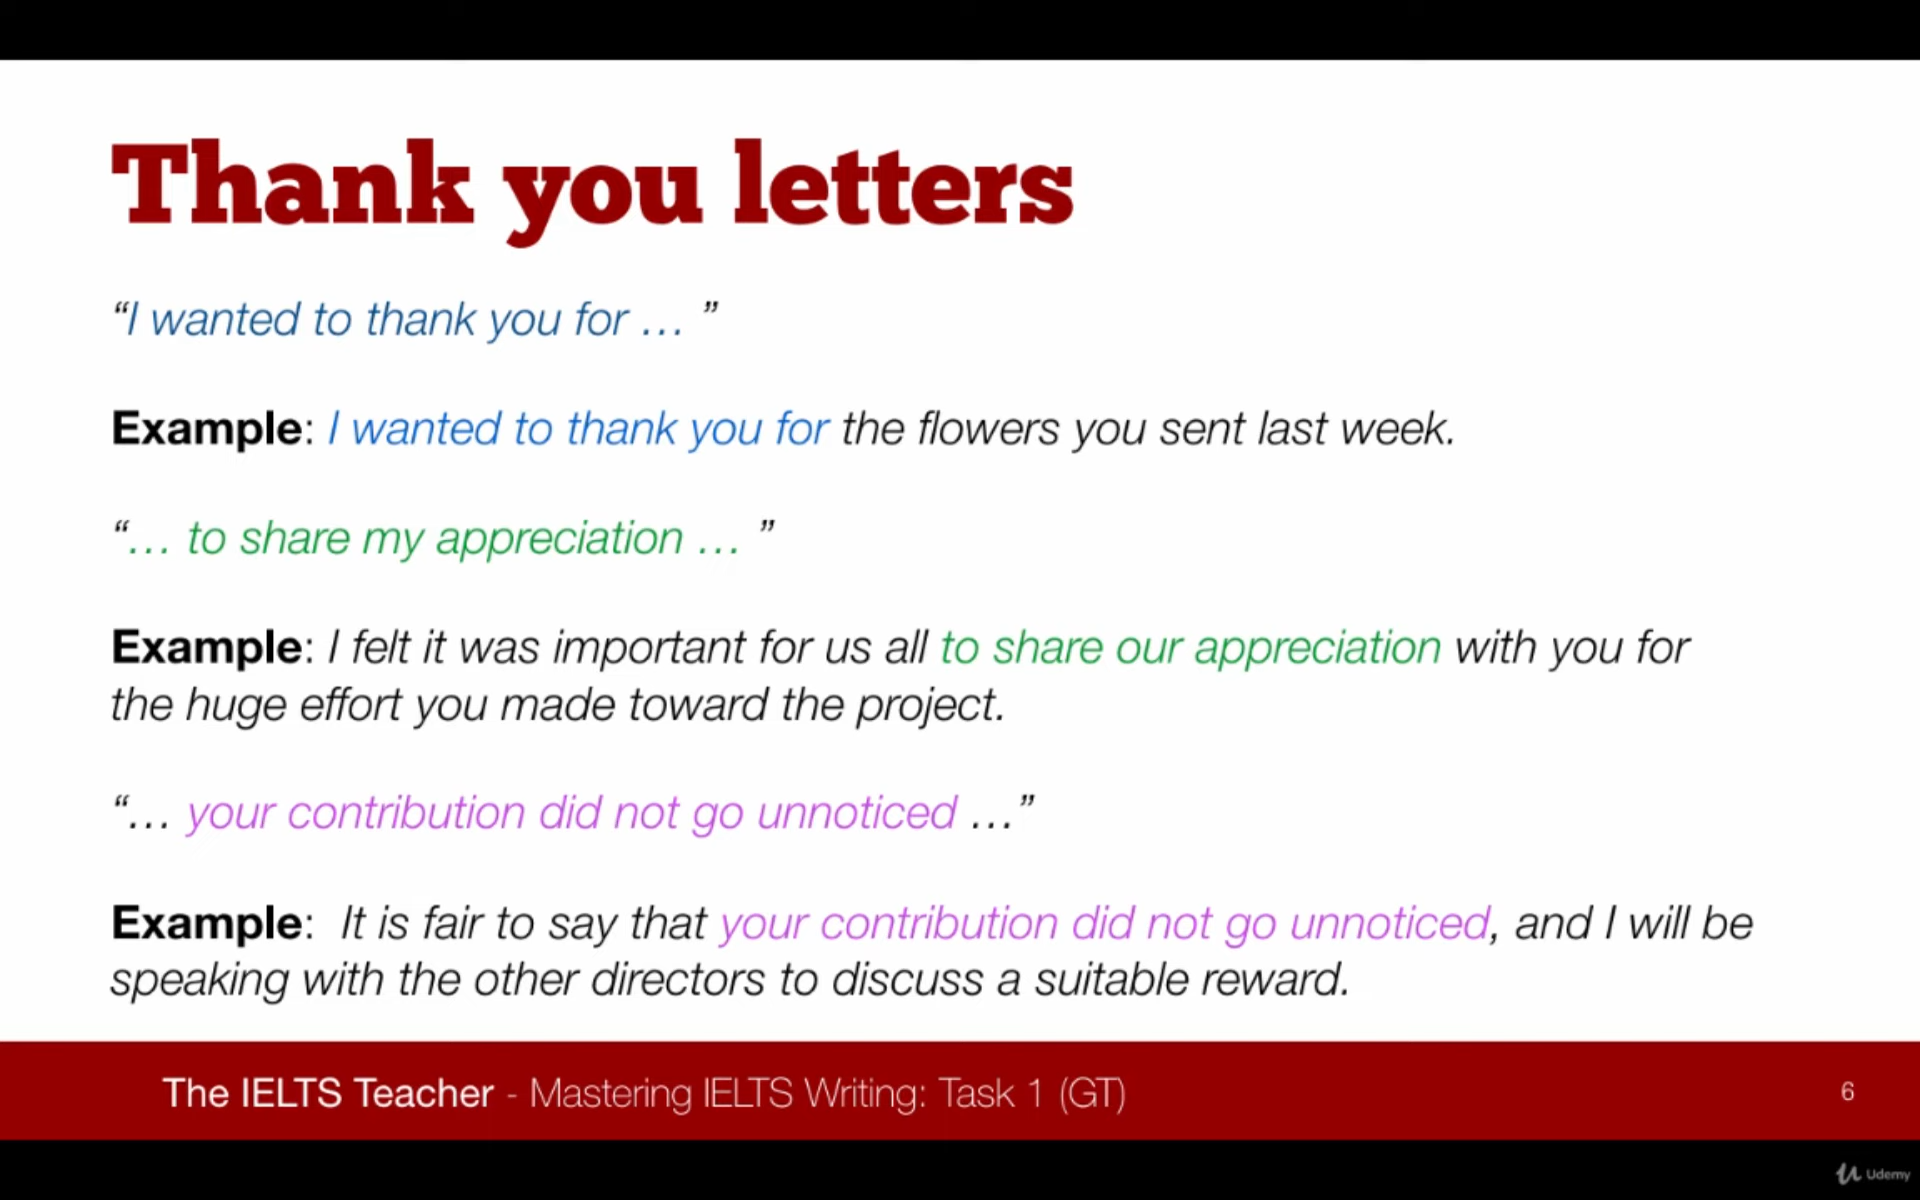 Thank you letters
“I wanted to thank you for … ”
Example: I wanted to thank you for the flowers you sent last week.
“… to share my appreciation … ”
Example: I felt it was important for us all to share our appreciation with you for
the huge effort you made toward the project.
“… your contribution did not go unnoticed …”
Example: It is fair to say that your contribution did not go unnoticed, and I will be
speaking with the other directors to discuss a suitable reward.
The IELTS Teacher - Mastering IELTS Writing: Task 1 (GT)
6
Udemy